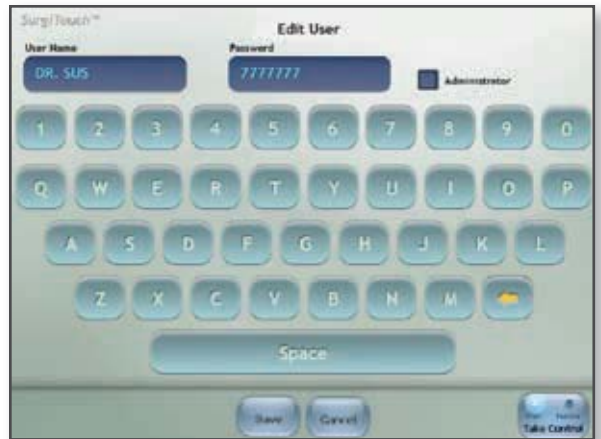 SurgiTouch™
Edit User
User Name Password
DR. SUS 7777777 Administrator
1 2 3 4 5 6 7 8 9 0
Q W E R T Y U I O P
A S D F G H J K L
Z X C V B N M
Space
Save Cancel
Take Control